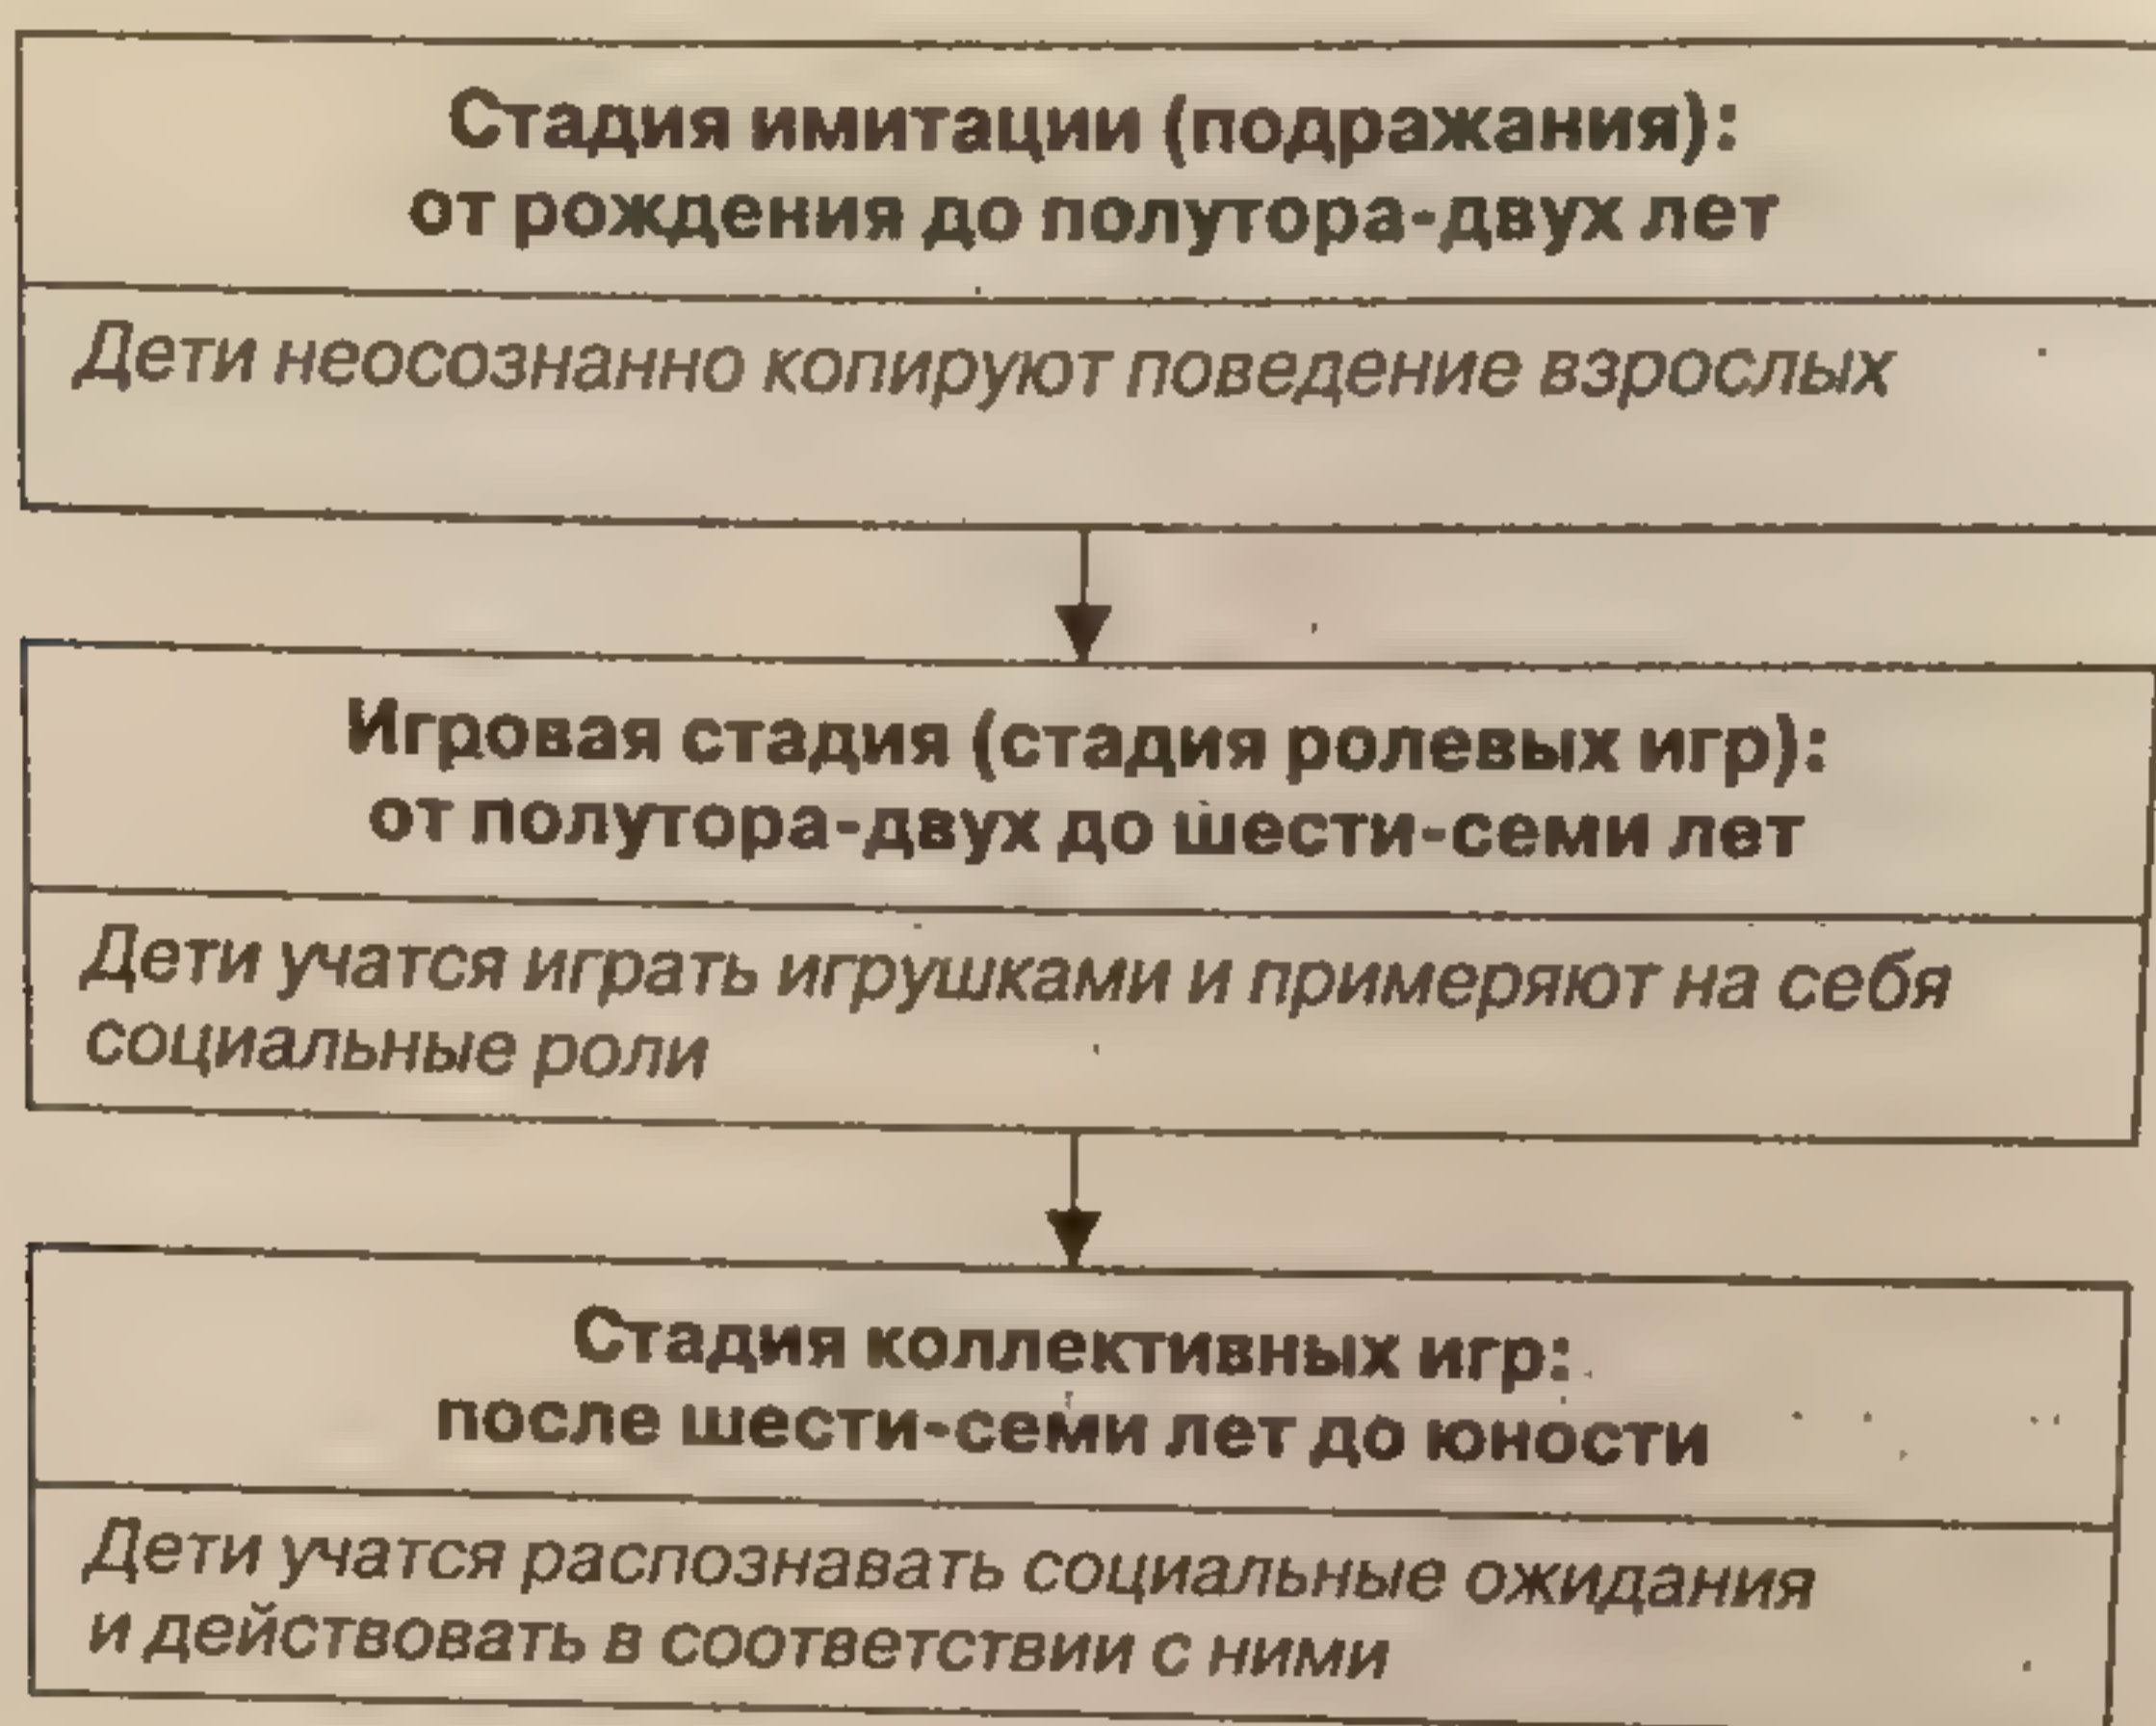 Стадия имитации (подражания):
от рождения до полутора-двух лет
Дети неосознанно копируют поведение взрослых
Игровая стадия (стадия ролевых игр):
от полутора-двух до шести-семи лет
Дети учатся играть игрушками и примеряют на себя
социальные роли
Стадия коллективных игр:
после шести-семи лет до юности
Дети учатся распознавать социальные ожидания
и действовать в соответствии с ними